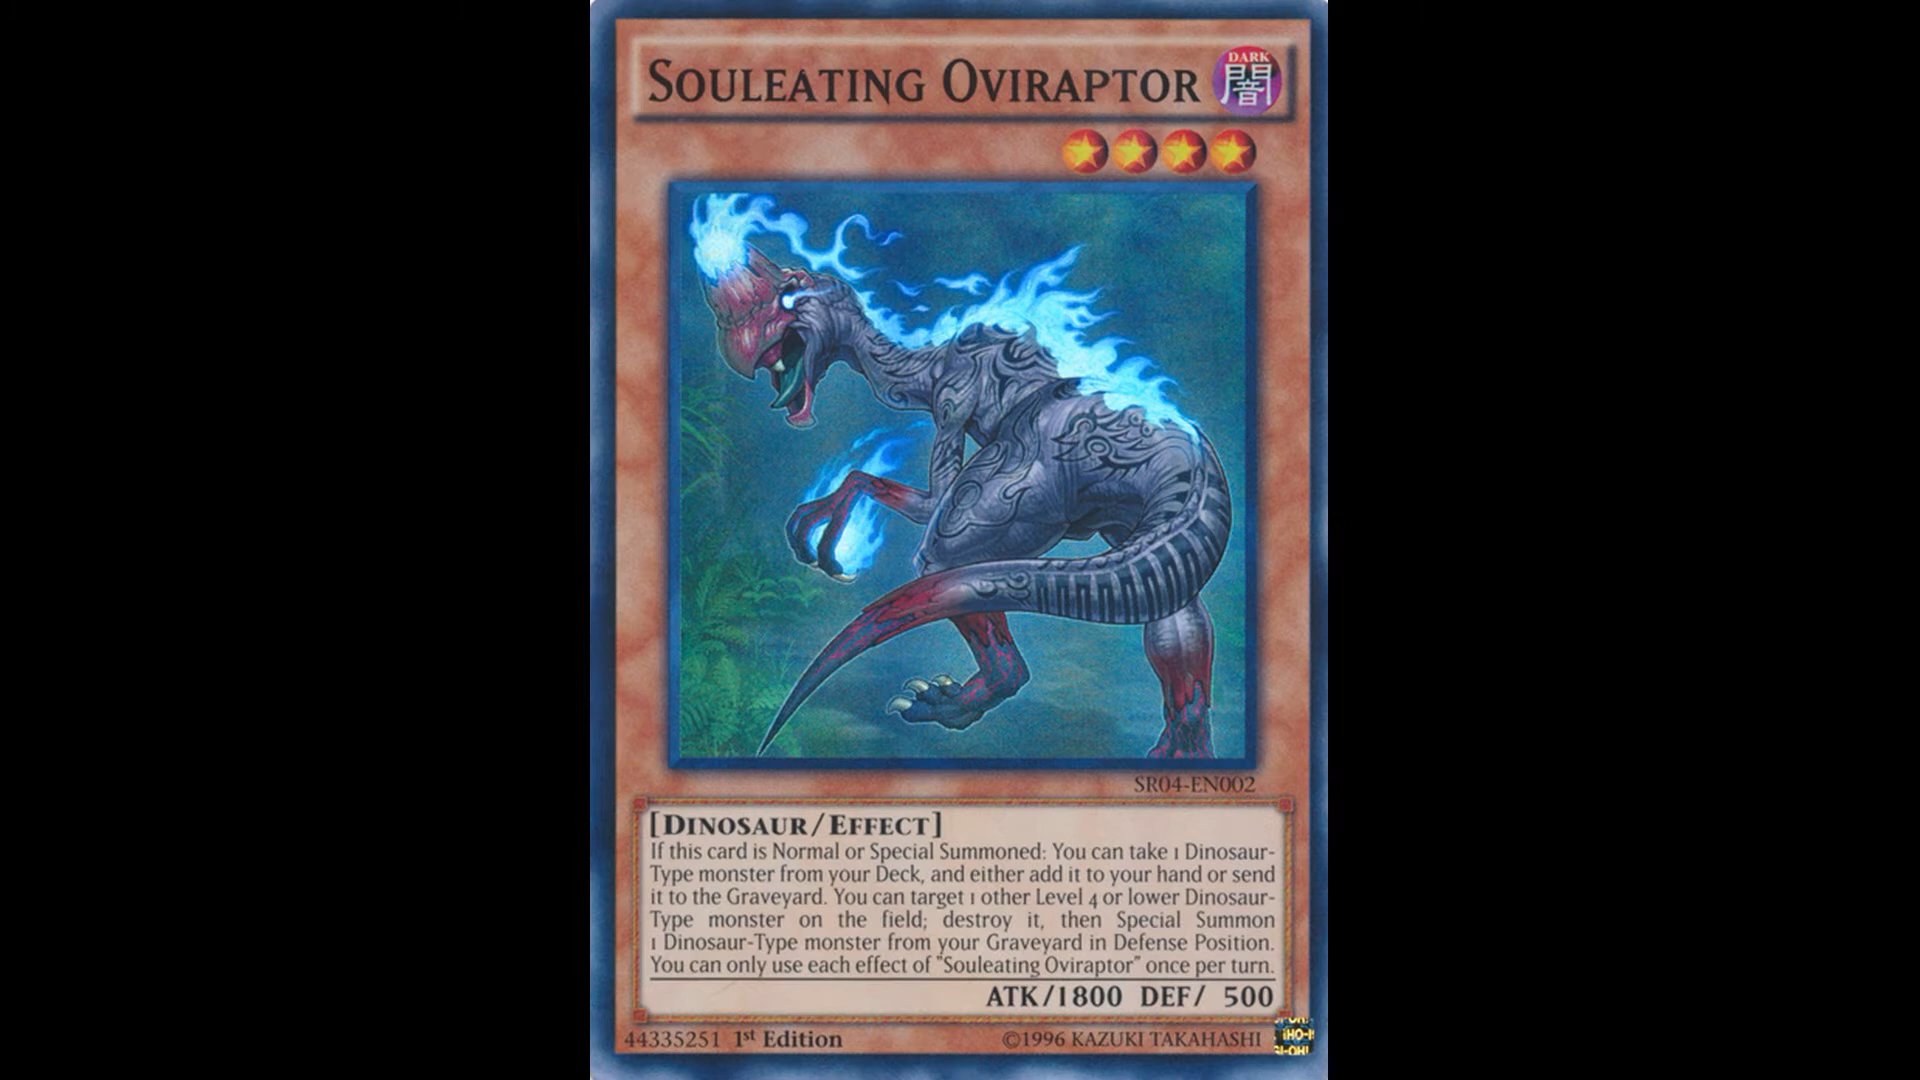 SOULEATING OVIRAPTOR
DARK
闇
SR04-EN002
[DINOSAUR/EFFECT]
If this card is Normal or Special Summoned: You can take 1 Dinosaur-
Type monster from your Deck, and either add it to your hand or send
it to the Graveyard. You can target 1 other Level 4 or lower Dinosaur-
Type monster on the field; destroy it, then Special Summon
1 Dinosaur-Type monster from your Graveyard in Defense Position.
You can only use each effect of "Souleating Oviraptor" once per turn.
ATK/1800 DEF/ 500
44335251 1st Edition
©1996 KAZUKI TAKAHASHI